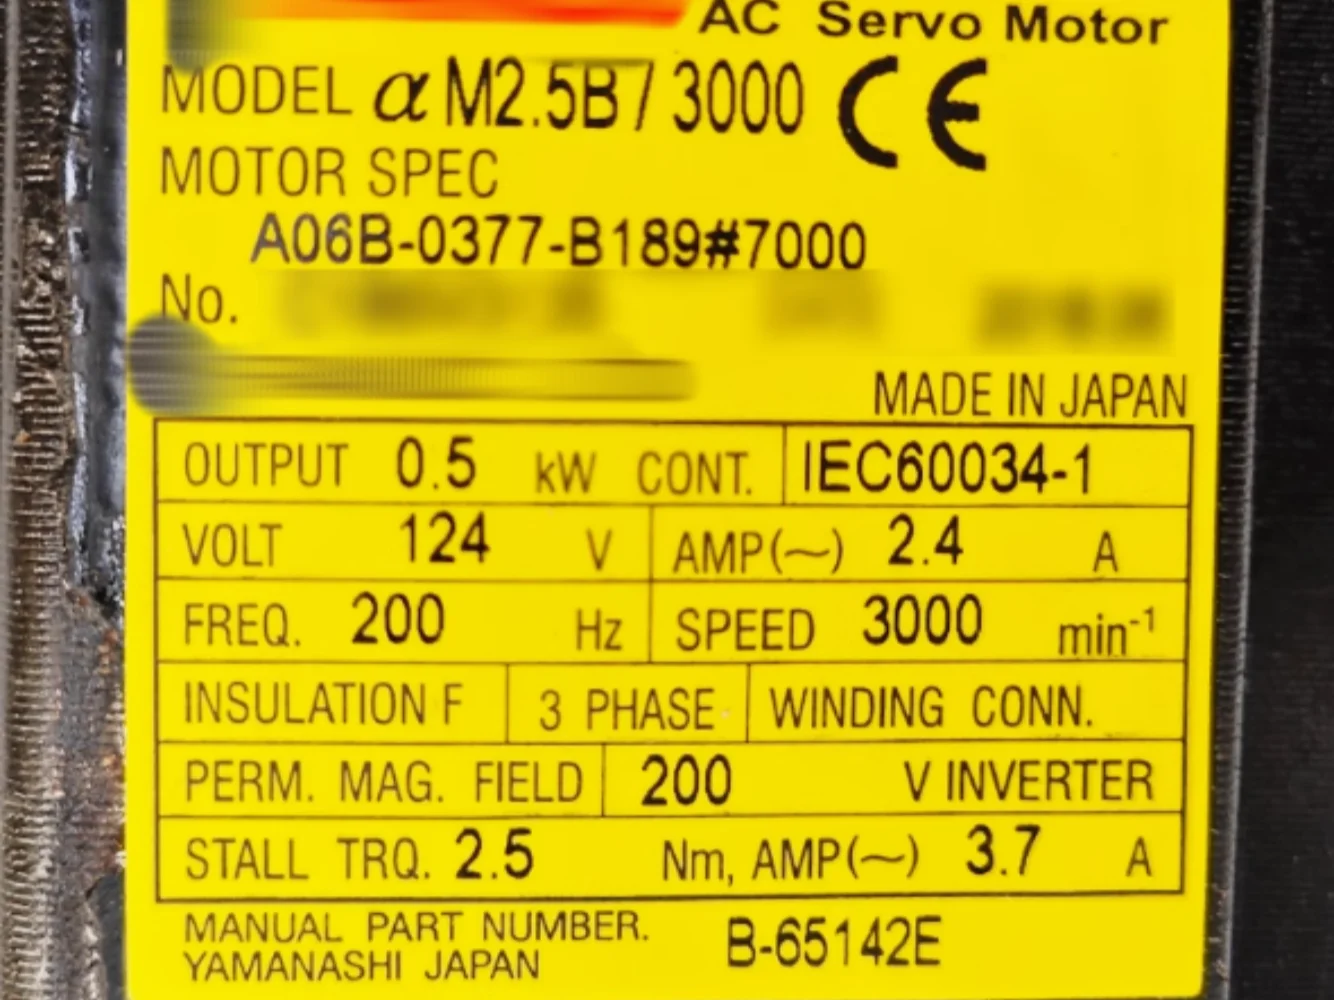 AC Servo Motor
MODEL α M2.5B / 3000 CE
MOTOR SPEC
A06B-0377-B189#7000
No.
MADE IN JAPAN
OUTPUT 0.5 kW CONT. IEC60034-1
VOLT 124 V AMP(~) 2.4 A
FREQ. 200 Hz SPEED 3000 min⁻¹
INSULATION F 3 PHASE WINDING CONN.
PERM. MAG. FIELD 200 V INVERTER
STALL TRQ. 2.5 Nm, AMP(~) 3.7 A
MANUAL PART NUMBER. B-65142E
YAMANASHI JAPAN